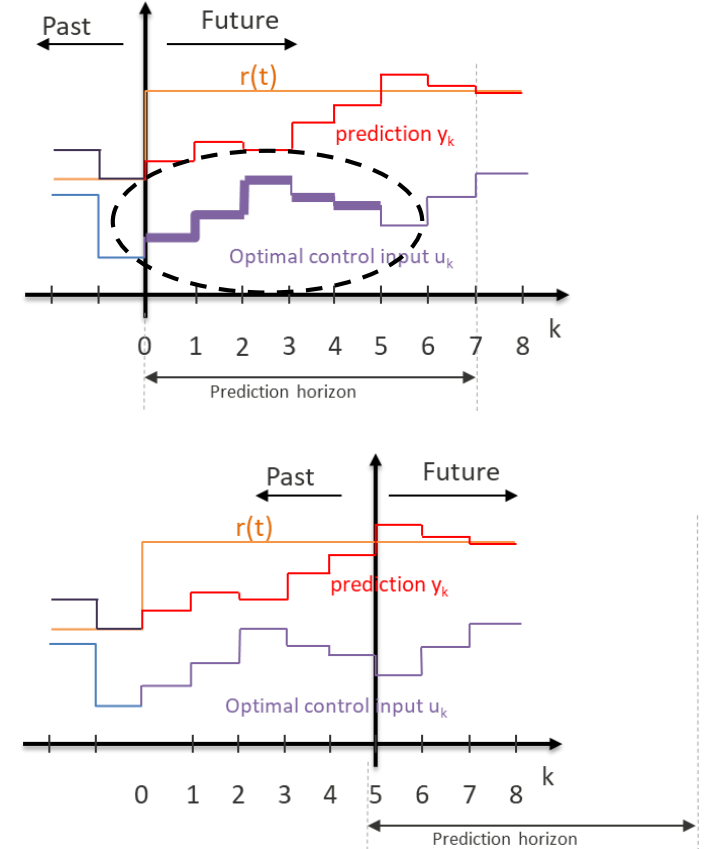 Past
Future
r(t)
prediction yk
Optimal control input uk
k
0 1 2 3 4 5 6 7 8
Prediction horizon
Past
Future
r(t)
prediction yk
Optimal control input uk
k
0 1 2 3 4 5 6 7 8
Prediction horizon